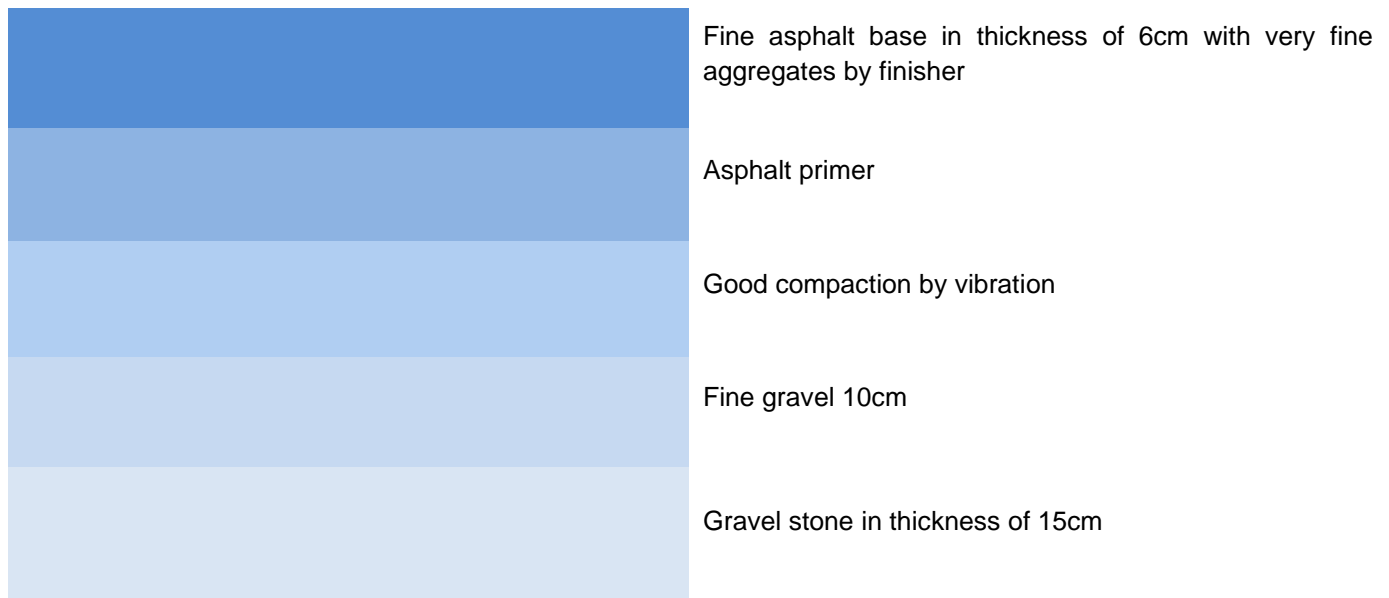 Fine asphalt base in thickness of 6cm with very fine
aggregates by finisher
Asphalt primer
Good compaction by vibration
Fine gravel 10cm
Gravel stone in thickness of 15cm